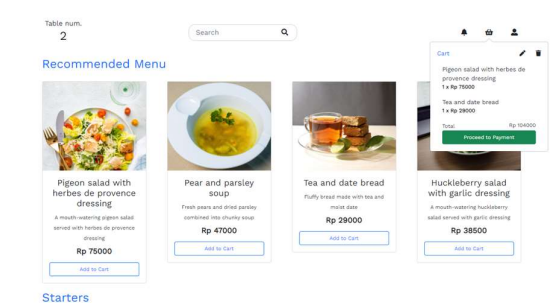 Table num.
2
Search
Recommended Menu
Cart
Pigeon salad with herbes de
provence dressing
1 x Rp 75000
Tea and date bread
1 x Rp 29000
Total
Rp 104000
Proceed to Payment
Pigeon salad with
herbes de provence
dressing
A mouth-watering pigeon salad
served with herbes de provence
dressing
Rp 75000
Add to Cart
Pear and parsley
soup
Fresh pears and dried parsley
combined into chunky soup
Rp 47000
Add to Cart
Tea and date bread
Fluffy bread made with tea and
moist date
Rp 29000
Add to Cart
Huckleberry salad
with garlic dressing
A mouth-watering huckleberry
salad served with garlic dressing
Rp 38500
Add to Cart
Starters